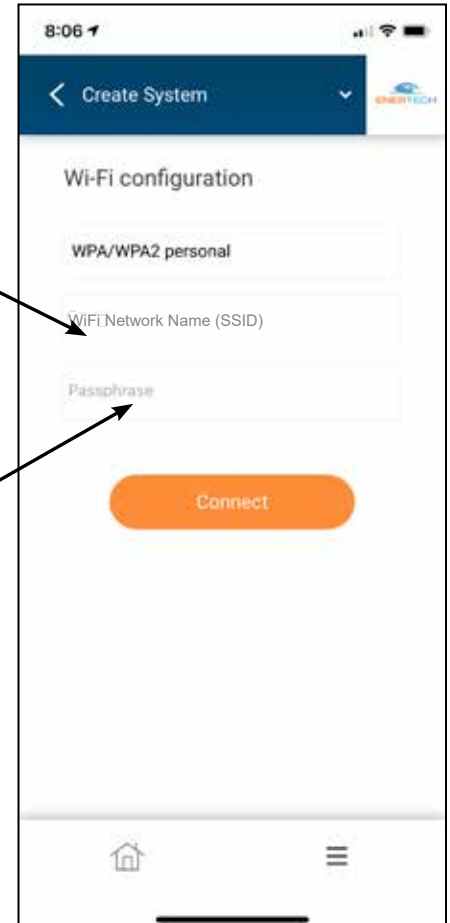 8:06
Create System
ENERTECH
Wi-Fi configuration
WPA/WPA2 personal
WiFi Network Name (SSID)
Passphrase
Connect